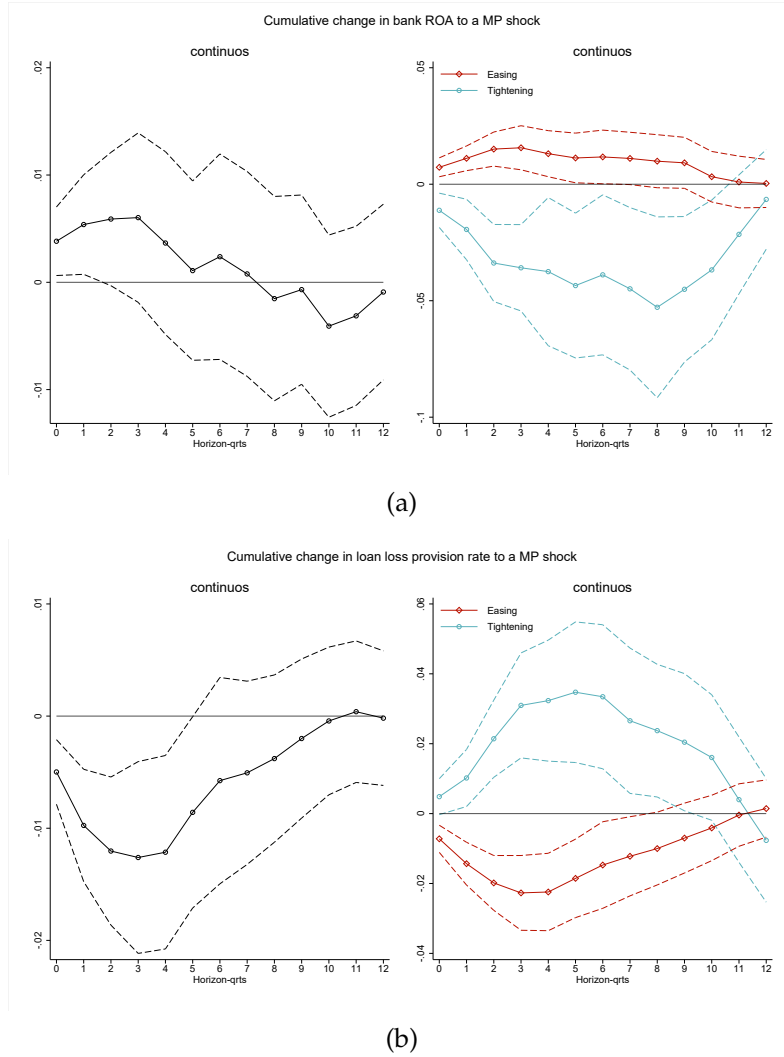 Cumulative change in bank ROA to a MP shock
continuos
.02
.01
0
-.01
0 1 2 3 4 5 6 7 8 9 10 11 12
Horizon-qrts
continuos
Easing
Tightening
.05
0
-.05
-.1
0 1 2 3 4 5 6 7 8 9 10 11 12
Horizon-qrts
(a)
Cumulative change in loan loss provision rate to a MP shock
continuos
.01
0
-.01
-.02
0 1 2 3 4 5 6 7 8 9 10 11 12
Horizon-qrts
continuos
Easing
Tightening
.06
.04
.02
0
-.02
-.04
0 1 2 3 4 5 6 7 8 9 10 11 12
Horizon-qrts
(b)